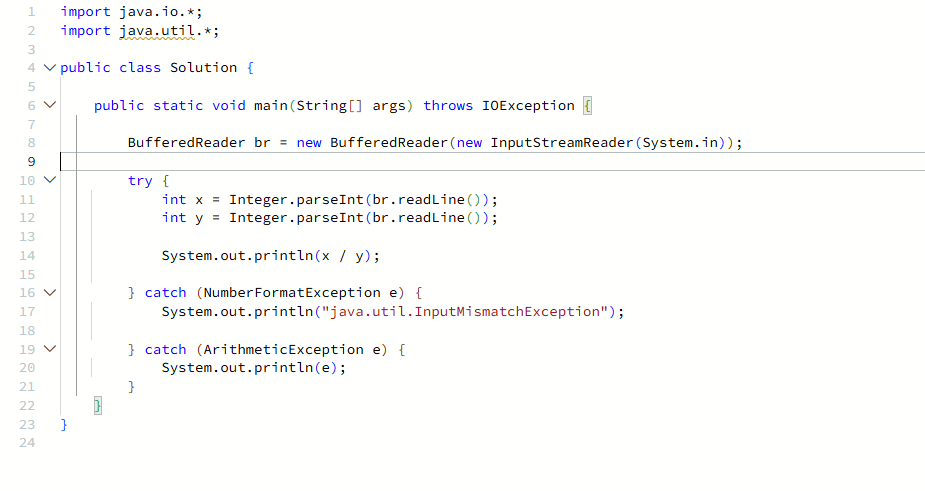 1 import java.io.*;
2 import java.util.*;
3
4 public class Solution {
5
6 public static void main(String[] args) throws IOException {
7
8 BufferedReader br = new BufferedReader(new InputStreamReader(System.in));
9
10 try {
11 int x = Integer.parseInt(br.readLine());
12 int y = Integer.parseInt(br.readLine());
13
14 System.out.println(x / y);
15
16 } catch (NumberFormatException e) {
17 System.out.println("java.util.InputMismatchException");
18
19 } catch (ArithmeticException e) {
20 System.out.println(e);
21 }
22 }
23 }
24